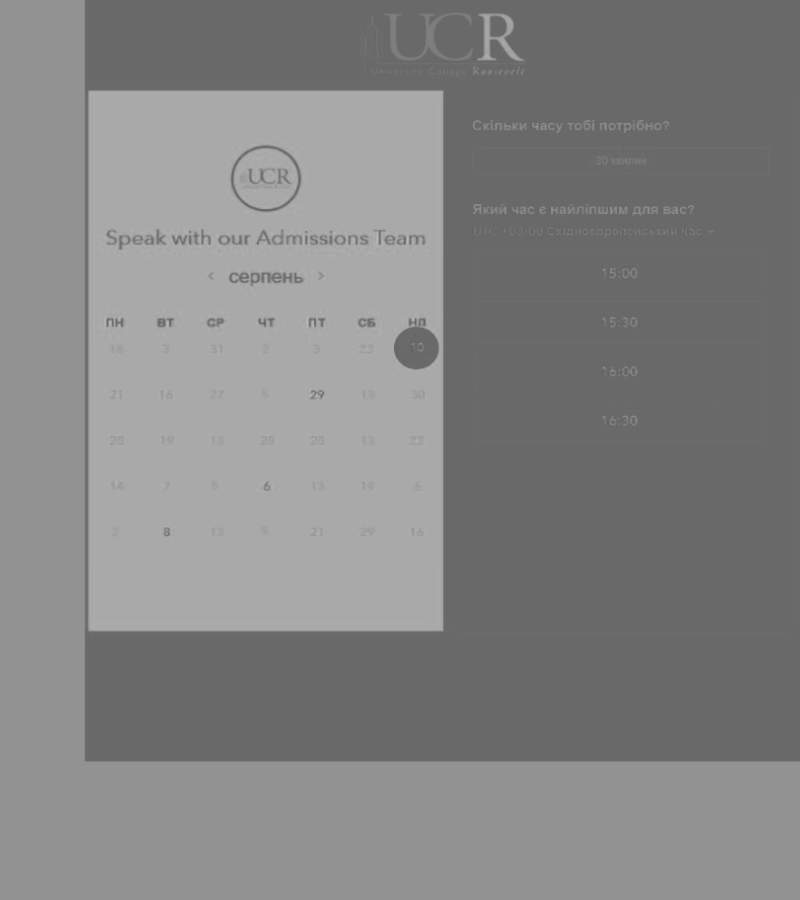 UCR
University College Roosevelt
UCR
Speak with our Admissions Team
< серпень >
ПН ВТ СР ЧТ ПТ СБ НД
18 3 31 2 3 22 10
21 16 27 5 29 13 30
20 19 13 28 28 13 23
14 7 5 6 13 19 6
2 8 13 5 21 29 16
Скільки часу тобі потрібно?
30 хвилин
Який час є найліпшим для вас?
UTC +03:00 Східноєвропейський час
15:00
15:30
16:00
16:30